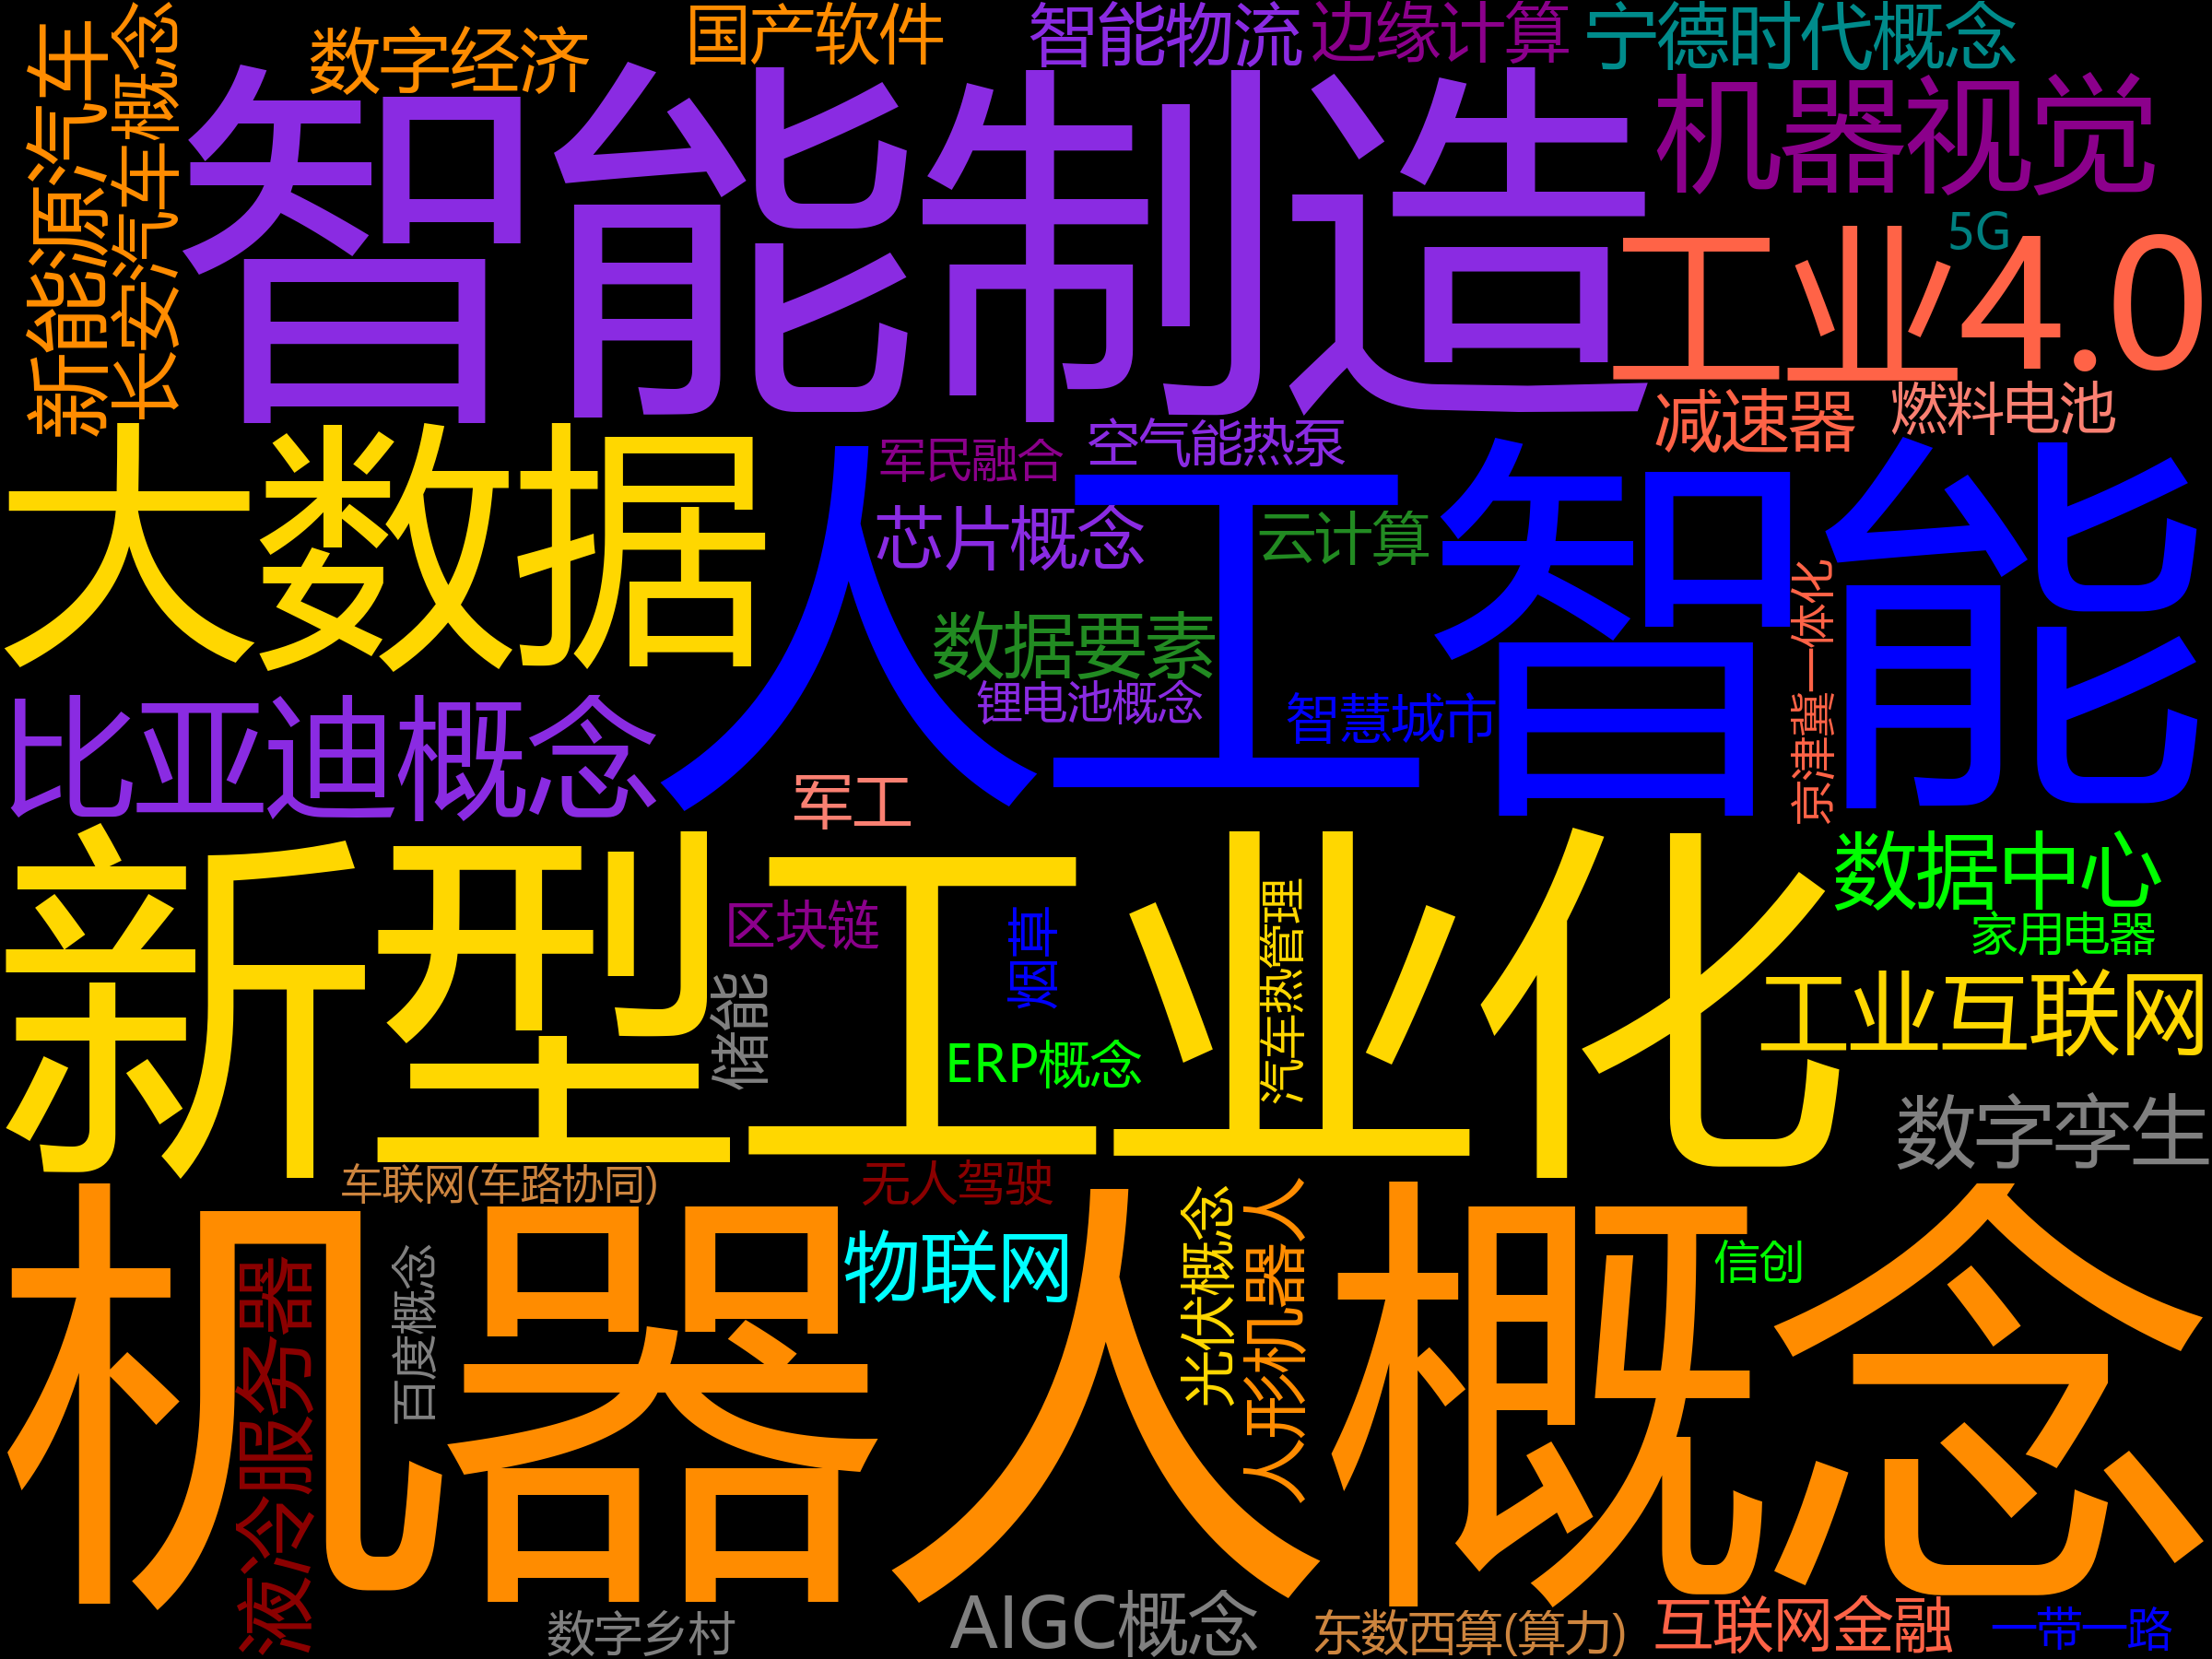 数字经济
国产软件
智能物流
边缘计算
宁德时代概念
新能源汽车
长安汽车概念
智能制造
机器视觉
5G
工业4.0
减速器
燃料电池
大数据
军民融合
空气能热泵
人工智能
芯片概念
云计算
数据要素
锂电池概念
智慧城市
京津冀一体化
比亚迪概念
军工
新型工业化
数据中心
家用电器
区块链
烟草
汽车热管理
工业互联网
储能
ERP概念
数字孪生
车联网(车路协同)
无人驾驶
机器人概念
物联网
光伏概念
人形机器人
信创
液冷服务器
百度概念
数字乡村
AIGC概念
东数西算(算力)
互联网金融
一带一路